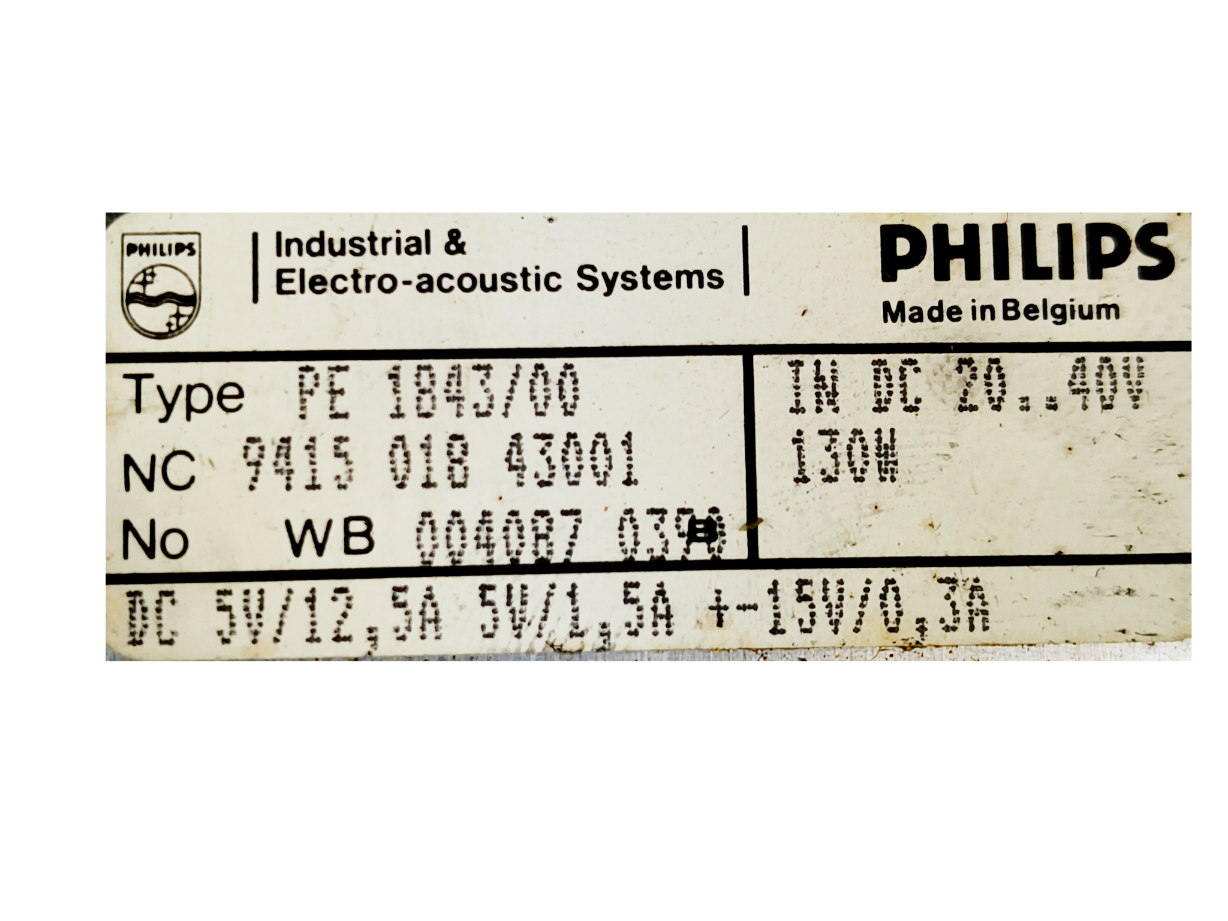 PHILIPS
Industrial &
Electro-acoustic Systems
PHILIPS
Made in Belgium
Type PE 1843/00
IN DC 20..40V
NC 9415 018 43001
130W
No WB 004087
DC 5V/12,5A 5V/1,5A +-15V/0,3A